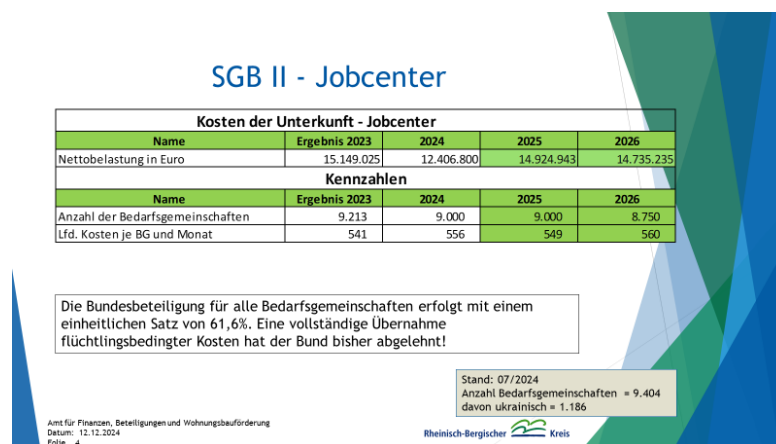 SGB II - Jobcenter
Kosten der Unterkunft - Jobcenter
Name Ergebnis 2023 2024 2025 2026
Nettobelastung in Euro 15.149.025 12.406.800 14.924.943 14.735.235
Kennzahlen
Name Ergebnis 2023 2024 2025 2026
Anzahl der Bedarfsgemeinschaften 9.213 9.000 9.000 8.750
Lfd. Kosten je BG und Monat 541 556 549 560
Die Bundesbeteiligung für alle Bedarfsgemeinschaften erfolgt mit einem
einheitlichen Satz von 61,6%. Eine vollständige Übernahme
flüchtlingsbedingter Kosten hat der Bund bisher abgelehnt!
Stand: 07/2024
Anzahl Bedarfsgemeinschaften = 9.404
davon ukrainisch = 1.186
Amt für Finanzen, Beteiligungen und Wohnungsbauförderung
Datum: 12.12.2024
Folie 4
Rheinisch-Bergischer Kreis